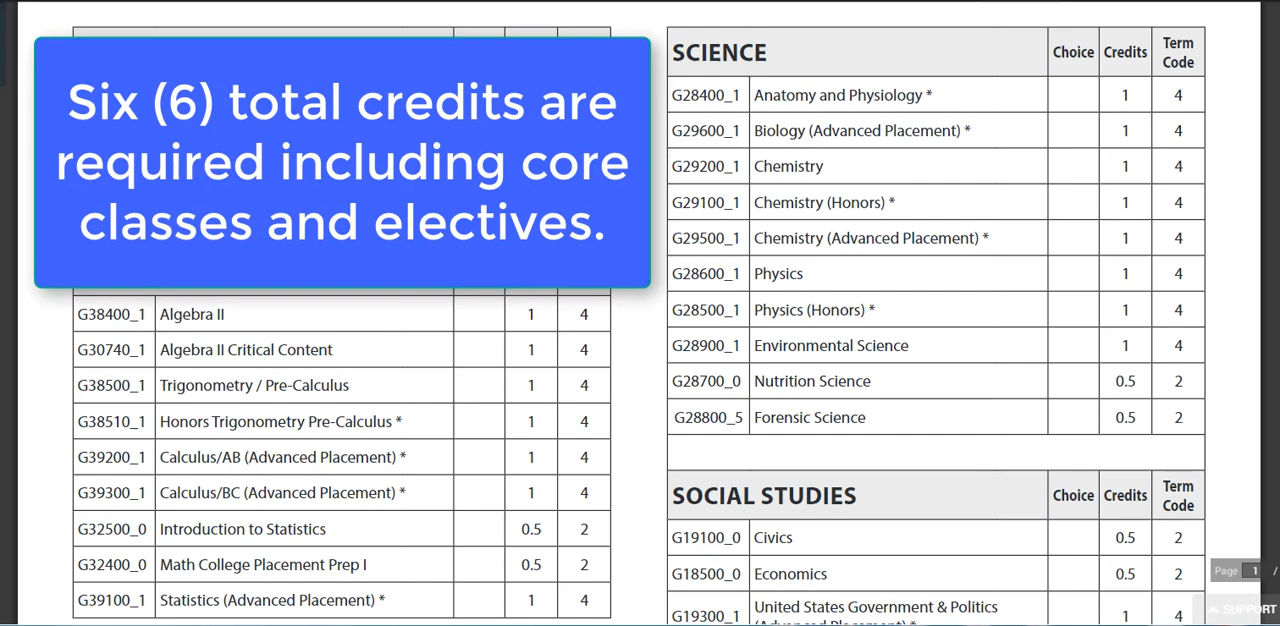 Six (6) total credits are
required including core
classes and electives.
G38400_1 Algebra II 1 4
G30740_1 Algebra II Critical Content 1 4
G38500_1 Trigonometry / Pre-Calculus 1 4
G38510_1 Honors Trigonometry Pre-Calculus * 1 4
G39200_1 Calculus/AB (Advanced Placement) * 1 4
G39300_1 Calculus/BC (Advanced Placement) * 1 4
G32500_0 Introduction to Statistics 0.5 2
G32400_0 Math College Placement Prep I 0.5 2
G39100_1 Statistics (Advanced Placement) * 1 4
SCIENCE Choice Credits Term Code
G28400_1 Anatomy and Physiology * 1 4
G29600_1 Biology (Advanced Placement) * 1 4
G29200_1 Chemistry 1 4
G29100_1 Chemistry (Honors) * 1 4
G29500_1 Chemistry (Advanced Placement) * 1 4
G28600_1 Physics 1 4
G28500_1 Physics (Honors) * 1 4
G28900_1 Environmental Science 1 4
G28700_0 Nutrition Science 0.5 2
G28800_5 Forensic Science 0.5 2
SOCIAL STUDIES Choice Credits Term Code
G19100_0 Civics 0.5 2
G18500_0 Economics 0.5 2
G19300_1 United States Government & Politics 1 4
(Advanced Placement) *
Page 1 /
SUPPORT